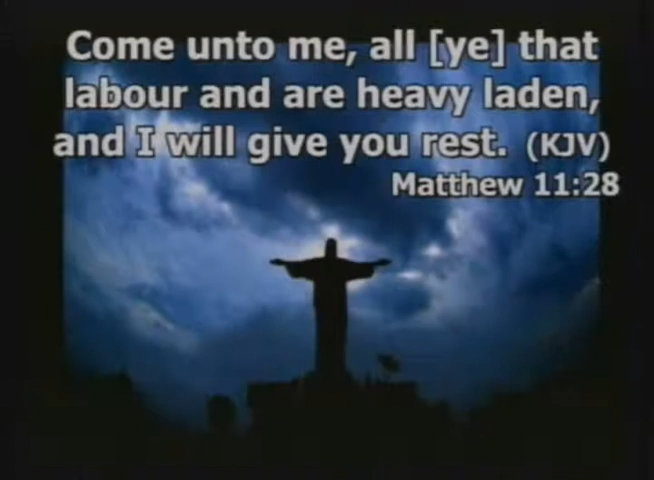 Come unto me, all [ye] that
labour and are heavy laden,
and I will give you rest. (KJV)
Matthew 11:28